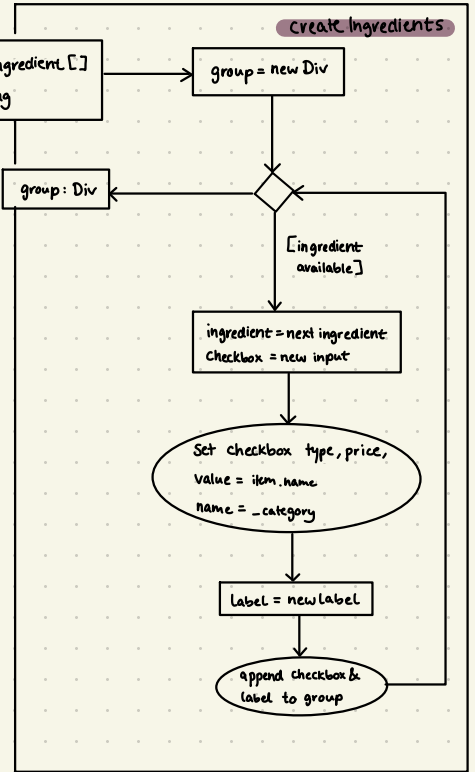 create Ingredients
ngredient []
group = new Div
group: Div
[ingredient
available]
ingredient = next ingredient
Checkbox = new input
Set checkbox type, price,
value = item.name
name = _category
Label = new label
append checkbox &
label to group